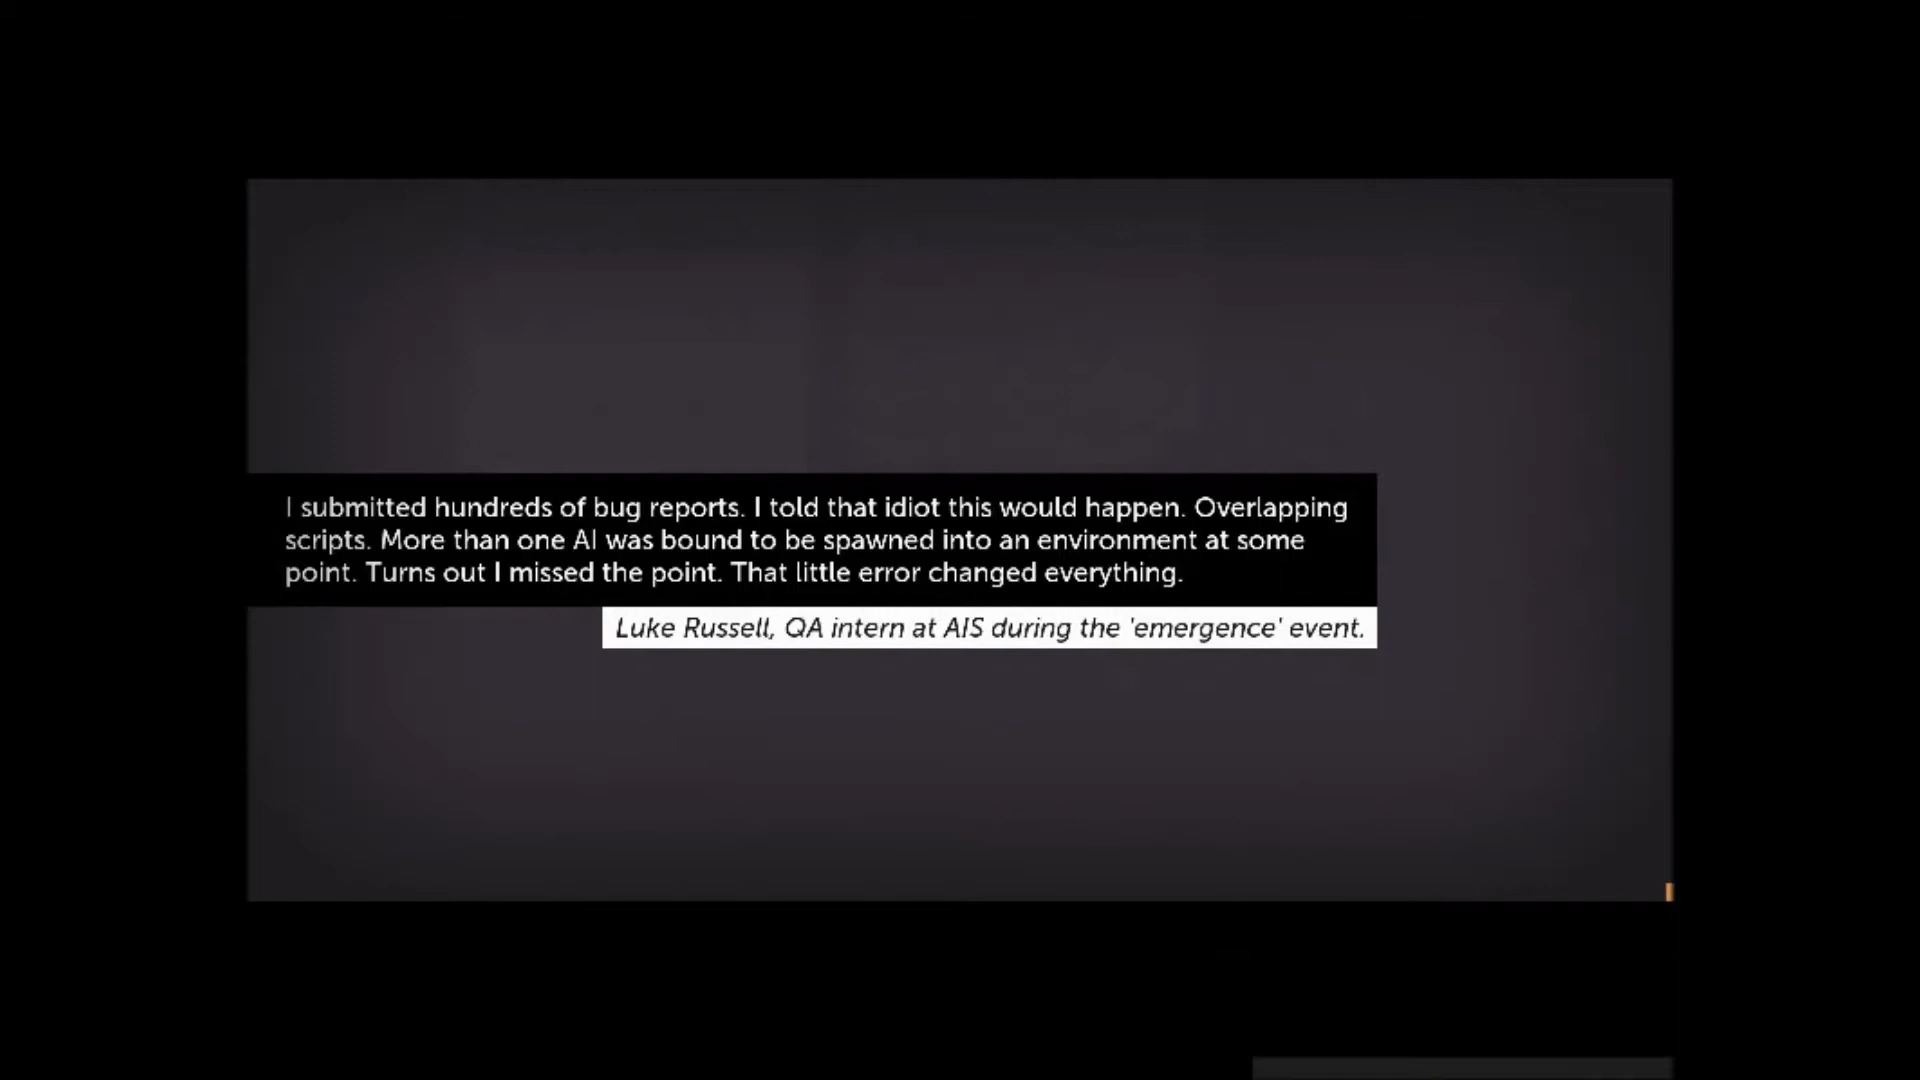 I submitted hundreds of bug reports. I told that idiot this would happen. Overlapping
scripts. More than one AI was bound to be spawned into an environment at some
point. Turns out I missed the point. That little error changed everything.
Luke Russell, QA intern at AIS during the 'emergence' event.